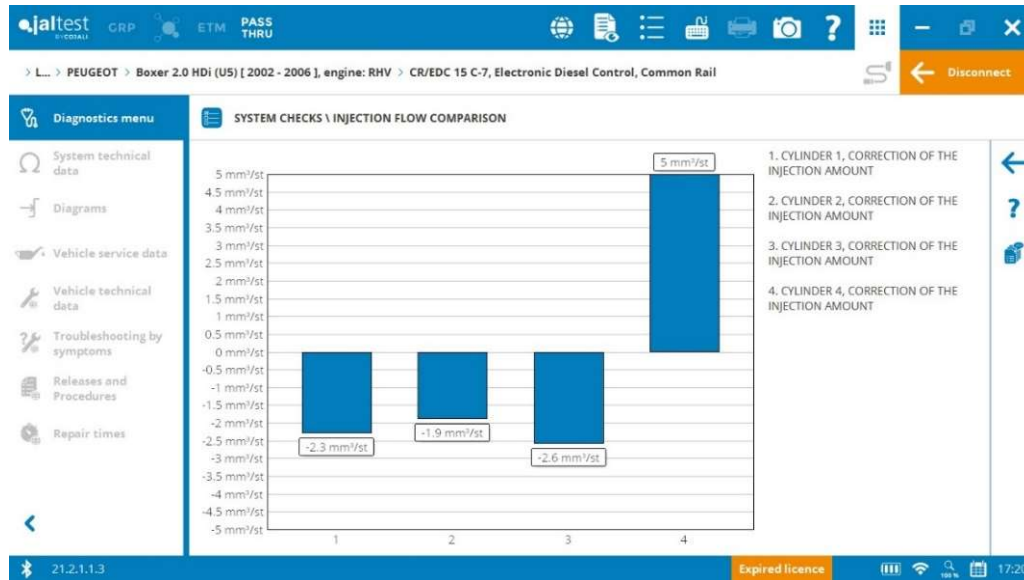 jaltest GRP ETM PASS THRU ?
BY COJALI
> L... > PEUGEOT > Boxer 2.0 HDi (U5) [ 2002 - 2006 ], engine: RHV > CR/EDC 15 C-7, Electronic Diesel Control, Common Rail
Disconnect
Diagnostics menu
System technical
data
Diagrams
Vehicle service data
Vehicle technical
data
Troubleshooting by
symptoms
Releases and
Procedures
Repair times
SYSTEM CHECKS \ INJECTION FLOW COMPARISON
5 mm³/st
4.5 mm³/st
4 mm³/st
3.5 mm³/st
3 mm³/st
2.5 mm³/st
2 mm³/st
1.5 mm³/st
1 mm³/st
0.5 mm³/st
0 mm³/st
-0.5 mm³/st
-1 mm³/st
-1.5 mm³/st
-2 mm³/st
-2.5 mm³/st
-3 mm³/st
-3.5 mm³/st
-4 mm³/st
-4.5 mm³/st
-5 mm³/st
-2.3 mm³/st
-1.9 mm³/st
-2.6 mm³/st
5 mm³/st
1 2 3 4
1. CYLINDER 1, CORRECTION OF THE
INJECTION AMOUNT
2. CYLINDER 2, CORRECTION OF THE
INJECTION AMOUNT
3. CYLINDER 3, CORRECTION OF THE
INJECTION AMOUNT
4. CYLINDER 4, CORRECTION OF THE
INJECTION AMOUNT
?
21.2.1.1.3
Expired licence
100 %
17:20